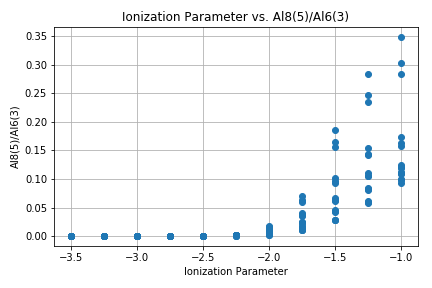 Ionization Parameter vs. Al8(5)/Al6(3)
Al8(5)/Al6(3)
0.35
0.30
0.25
0.20
0.15
0.10
0.05
0.00
−3.5 −3.0 −2.5 −2.0 −1.5 −1.0
Ionization Parameter